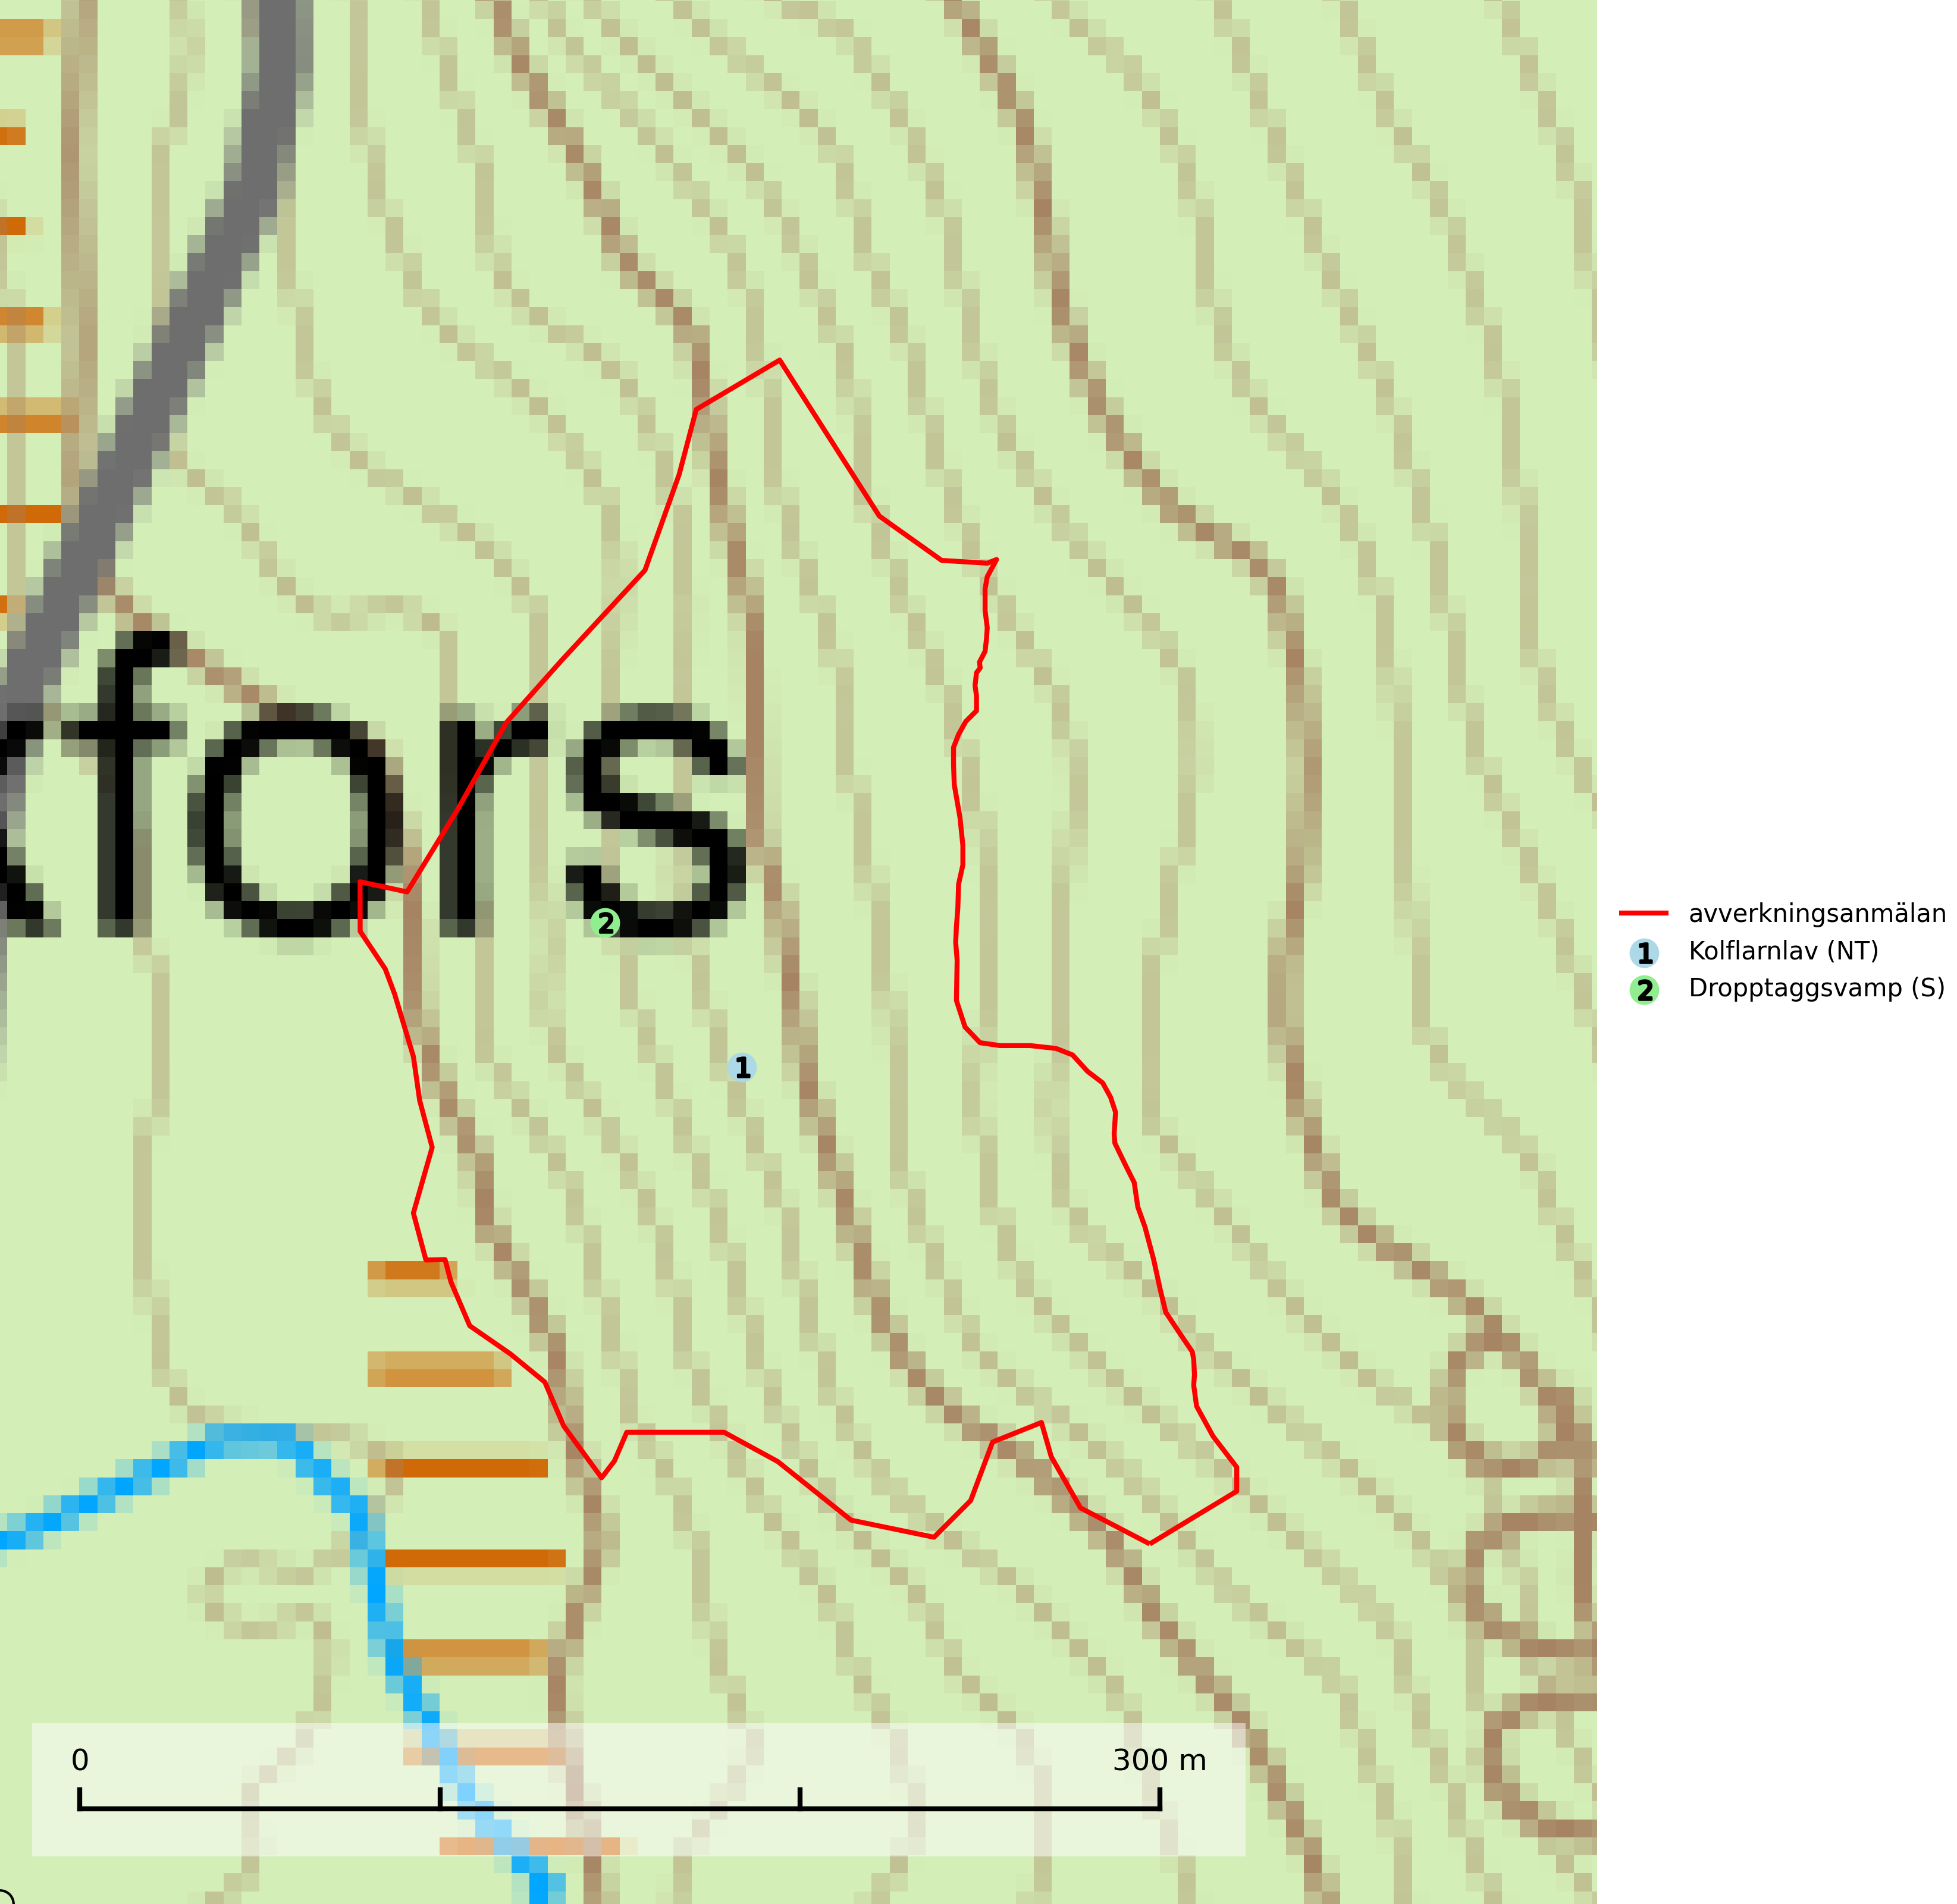 fors
2
1
avverkningsanmälan
1 Kolflarnlav (NT)
2 Dropptaggsvamp (S)
0 300 m